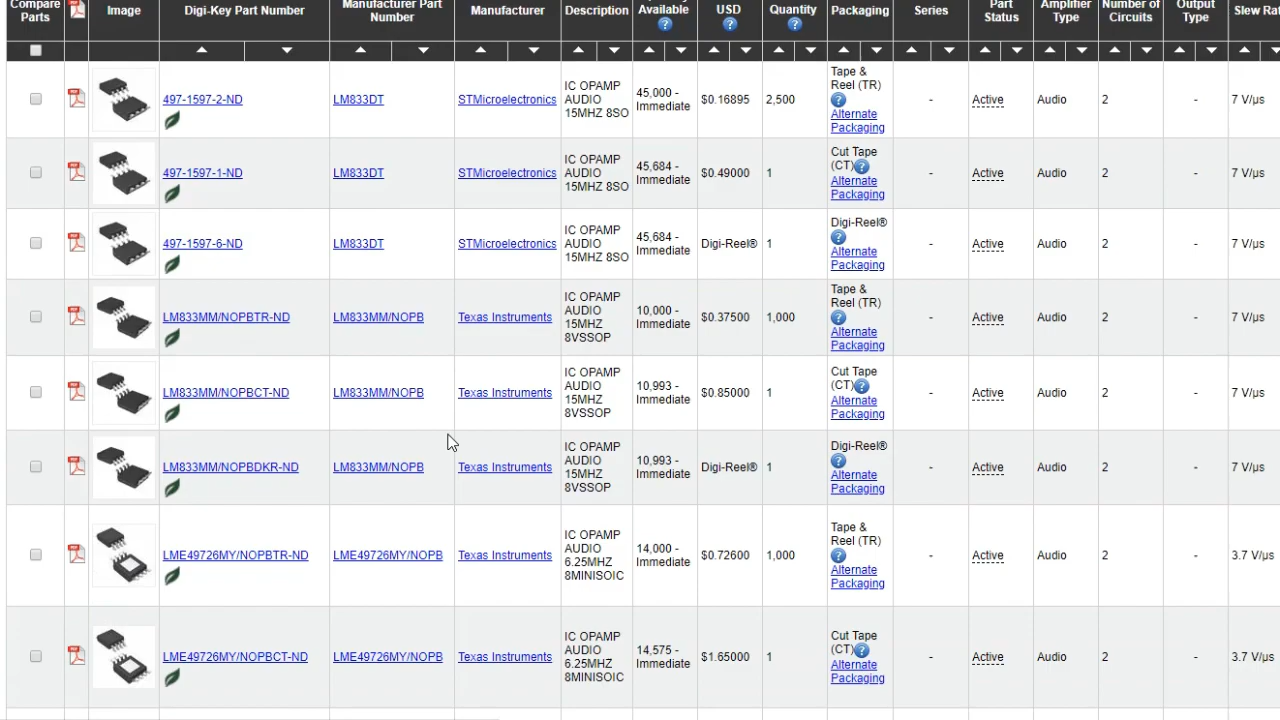 Compare
Parts
Image
Digi-Key Part Number
Manufacturer Part
Number
Manufacturer
Description
Available
USD
Quantity
Packaging
Series
Part
Status
Amplifier
Type
Number of
Circuits
Output
Type
Slew Rat
497-1597-2-ND
LM833DT
STMicroelectronics
IC OPAMP
AUDIO
15MHZ 8SO
45,000 -
Immediate
$0.16895
2,500
Tape &
Reel (TR)
Alternate
Packaging
-
Active
Audio
2
-
7 V/µs
497-1597-1-ND
LM833DT
STMicroelectronics
IC OPAMP
AUDIO
15MHZ 8SO
45,684 -
Immediate
$0.49000
1
Cut Tape
(CT)
Alternate
Packaging
-
Active
Audio
2
-
7 V/µs
497-1597-6-ND
LM833DT
STMicroelectronics
IC OPAMP
AUDIO
15MHZ 8SO
45,684 -
Immediate
Digi-Reel®
1
Digi-Reel®
Alternate
Packaging
-
Active
Audio
2
-
7 V/µs
LM833MM/NOPBTR-ND
LM833MM/NOPB
Texas Instruments
IC OPAMP
AUDIO
15MHZ
8VSSOP
10,000 -
Immediate
$0.37500
1,000
Tape &
Reel (TR)
Alternate
Packaging
-
Active
Audio
2
-
7 V/µs
LM833MM/NOPBCT-ND
LM833MM/NOPB
Texas Instruments
IC OPAMP
AUDIO
15MHZ
8VSSOP
10,993 -
Immediate
$0.85000
1
Cut Tape
(CT)
Alternate
Packaging
-
Active
Audio
2
-
7 V/µs
LM833MM/NOPBDKR-ND
LM833MM/NOPB
Texas Instruments
IC OPAMP
AUDIO
15MHZ
8VSSOP
10,993 -
Immediate
Digi-Reel®
1
Digi-Reel®
Alternate
Packaging
-
Active
Audio
2
-
7 V/µs
LME49726MY/NOPBTR-ND
LME49726MY/NOPB
Texas Instruments
IC OPAMP
AUDIO
6.25MHZ
8MINISOIC
14,000 -
Immediate
$0.72600
1,000
Tape &
Reel (TR)
Alternate
Packaging
-
Active
Audio
2
-
3.7 V/µs
LME49726MY/NOPBCT-ND
LME49726MY/NOPB
Texas Instruments
IC OPAMP
AUDIO
6.25MHZ
8MINISOIC
14,575 -
Immediate
$1.65000
1
Cut Tape
(CT)
Alternate
Packaging
-
Active
Audio
2
-
3.7 V/µs